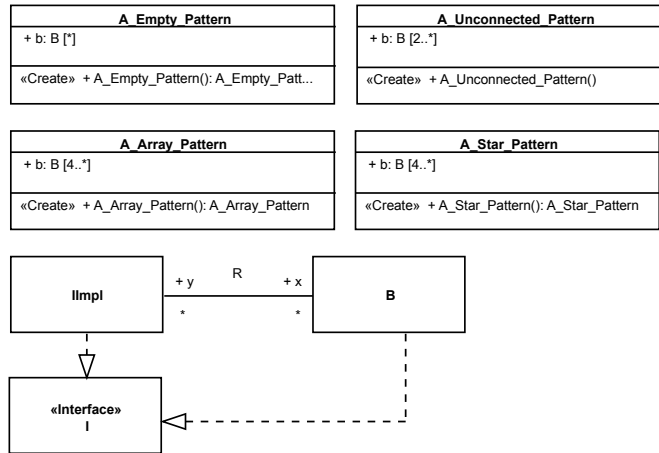 A_Empty_Pattern
+ b: B [*]
«Create» + A_Empty_Pattern(): A_Empty_Patt...
A_Unconnected_Pattern
+ b: B [2..*]
«Create» + A_Unconnected_Pattern()
A_Array_Pattern
+ b: B [4..*]
«Create» + A_Array_Pattern(): A_Array_Pattern
A_Star_Pattern
+ b: B [4..*]
«Create» + A_Star_Pattern(): A_Star_Pattern
IImpl
+ y R + x
* *
B
«Interface»
I